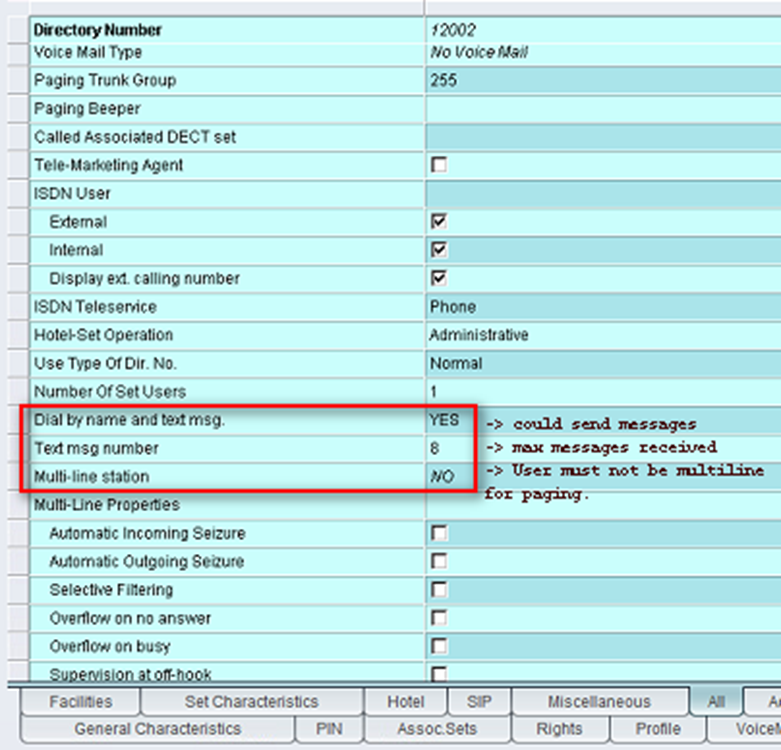 Directory Number 12002
Voice Mail Type No Voice Mail
Paging Trunk Group 255
Paging Beeper
Called Associated DECT set
Tele-Marketing Agent
ISDN User
External
Internal
Display ext. calling number
ISDN Teleservice Phone
Hotel-Set Operation Administrative
Use Type Of Dir. No. Normal
Number Of Set Users 1
Dial by name and text msg. YES -> could send messages
Text msg number 8 -> max messages received
Multi-line station NO -> User must not be multiline
for paging.
Multi-Line Properties
Automatic Incoming Seizure
Automatic Outgoing Seizure
Selective Filtering
Overflow on no answer
Overflow on busy
Supervision at off-hook
Facilities Set Characteristics Hotel SIP Miscellaneous All
General Characteristics PIN Assoc.Sets Rights Profile